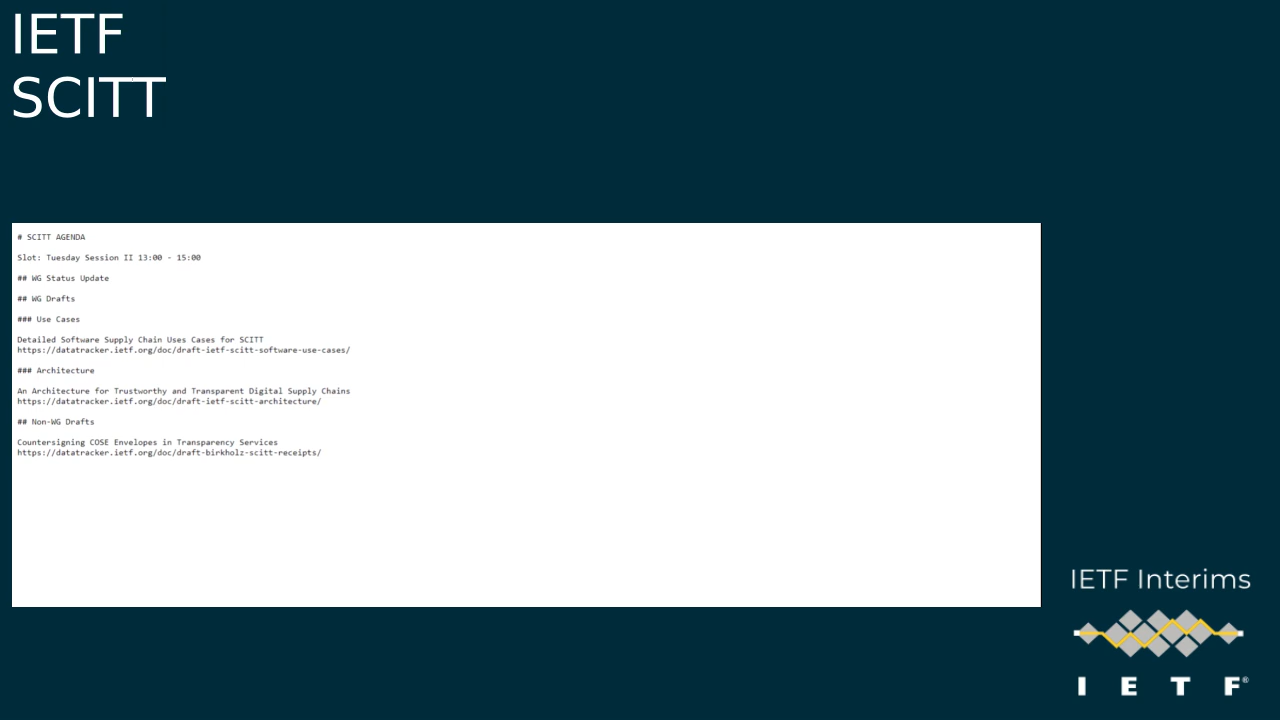 IETF
SCITT
# SCITT AGENDA
Slot: Tuesday Session II 13:00 - 15:00
## WG Status Update
## WG Drafts
### Use Cases
Detailed Software Supply Chain Uses Cases for SCITT
https://datatracker.ietf.org/doc/draft-ietf-scitt-software-use-cases/
### Architecture
An Architecture for Trustworthy and Transparent Digital Supply Chains
https://datatracker.ietf.org/doc/draft-ietf-scitt-architecture/
## Non-WG Drafts
Countersigning COSE Envelopes in Transparency Services
https://datatracker.ietf.org/doc/draft-birkholz-scitt-receipts/
IETF Interims
I E T F®